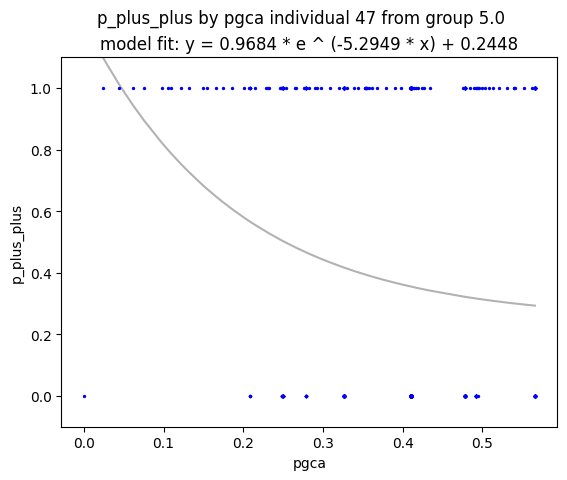 p_plus_plus by pgca individual 47 from group 5.0
model fit: y = 0.9684 * e ^ (-5.2949 * x) + 0.2448
1.0
0.8
0.6
0.4
0.2
0.0
p_plus_plus
0.0 0.1 0.2 0.3 0.4 0.5
pgca